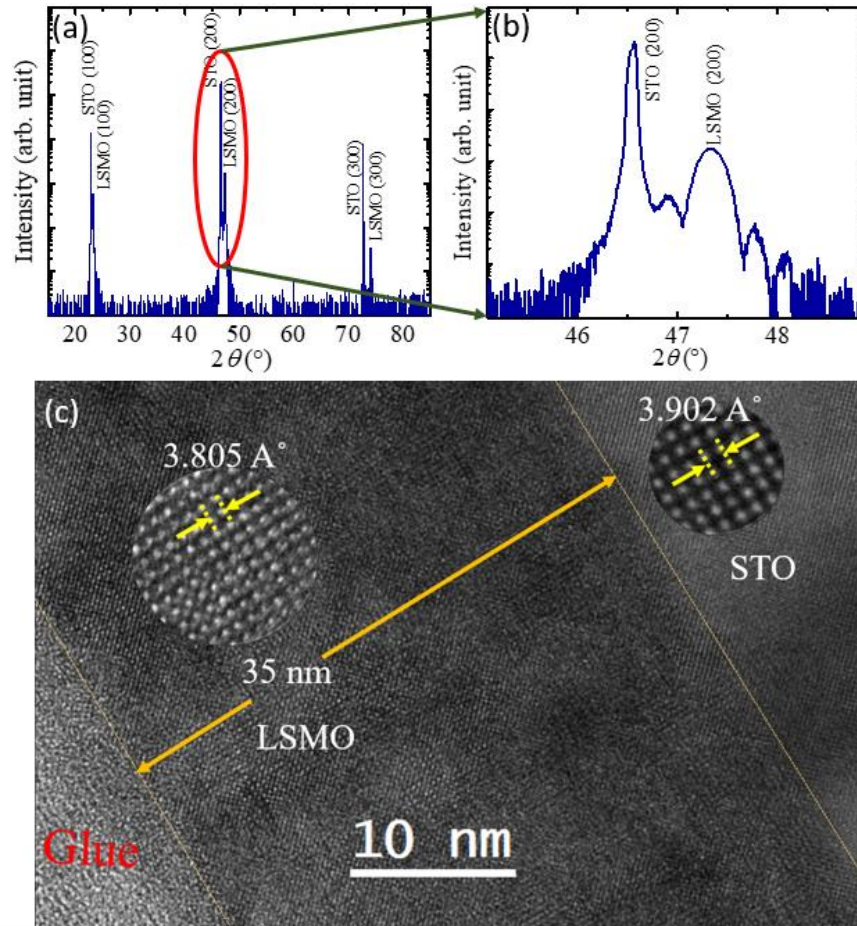 (a)
STO (100)
LSMO (100)
STO (200)
LSMO (200)
STO (300)
LSMO (300)
Intensity (arb. unit)
20 30 40 50 60 70 80
2θ(°)
(b)
STO (200)
LSMO (200)
Intensity (arb. unit)
46 47 48
2θ(°)
(c)
3.805 A°
3.902 A°
STO
35 nm
LSMO
Glue
10 nm